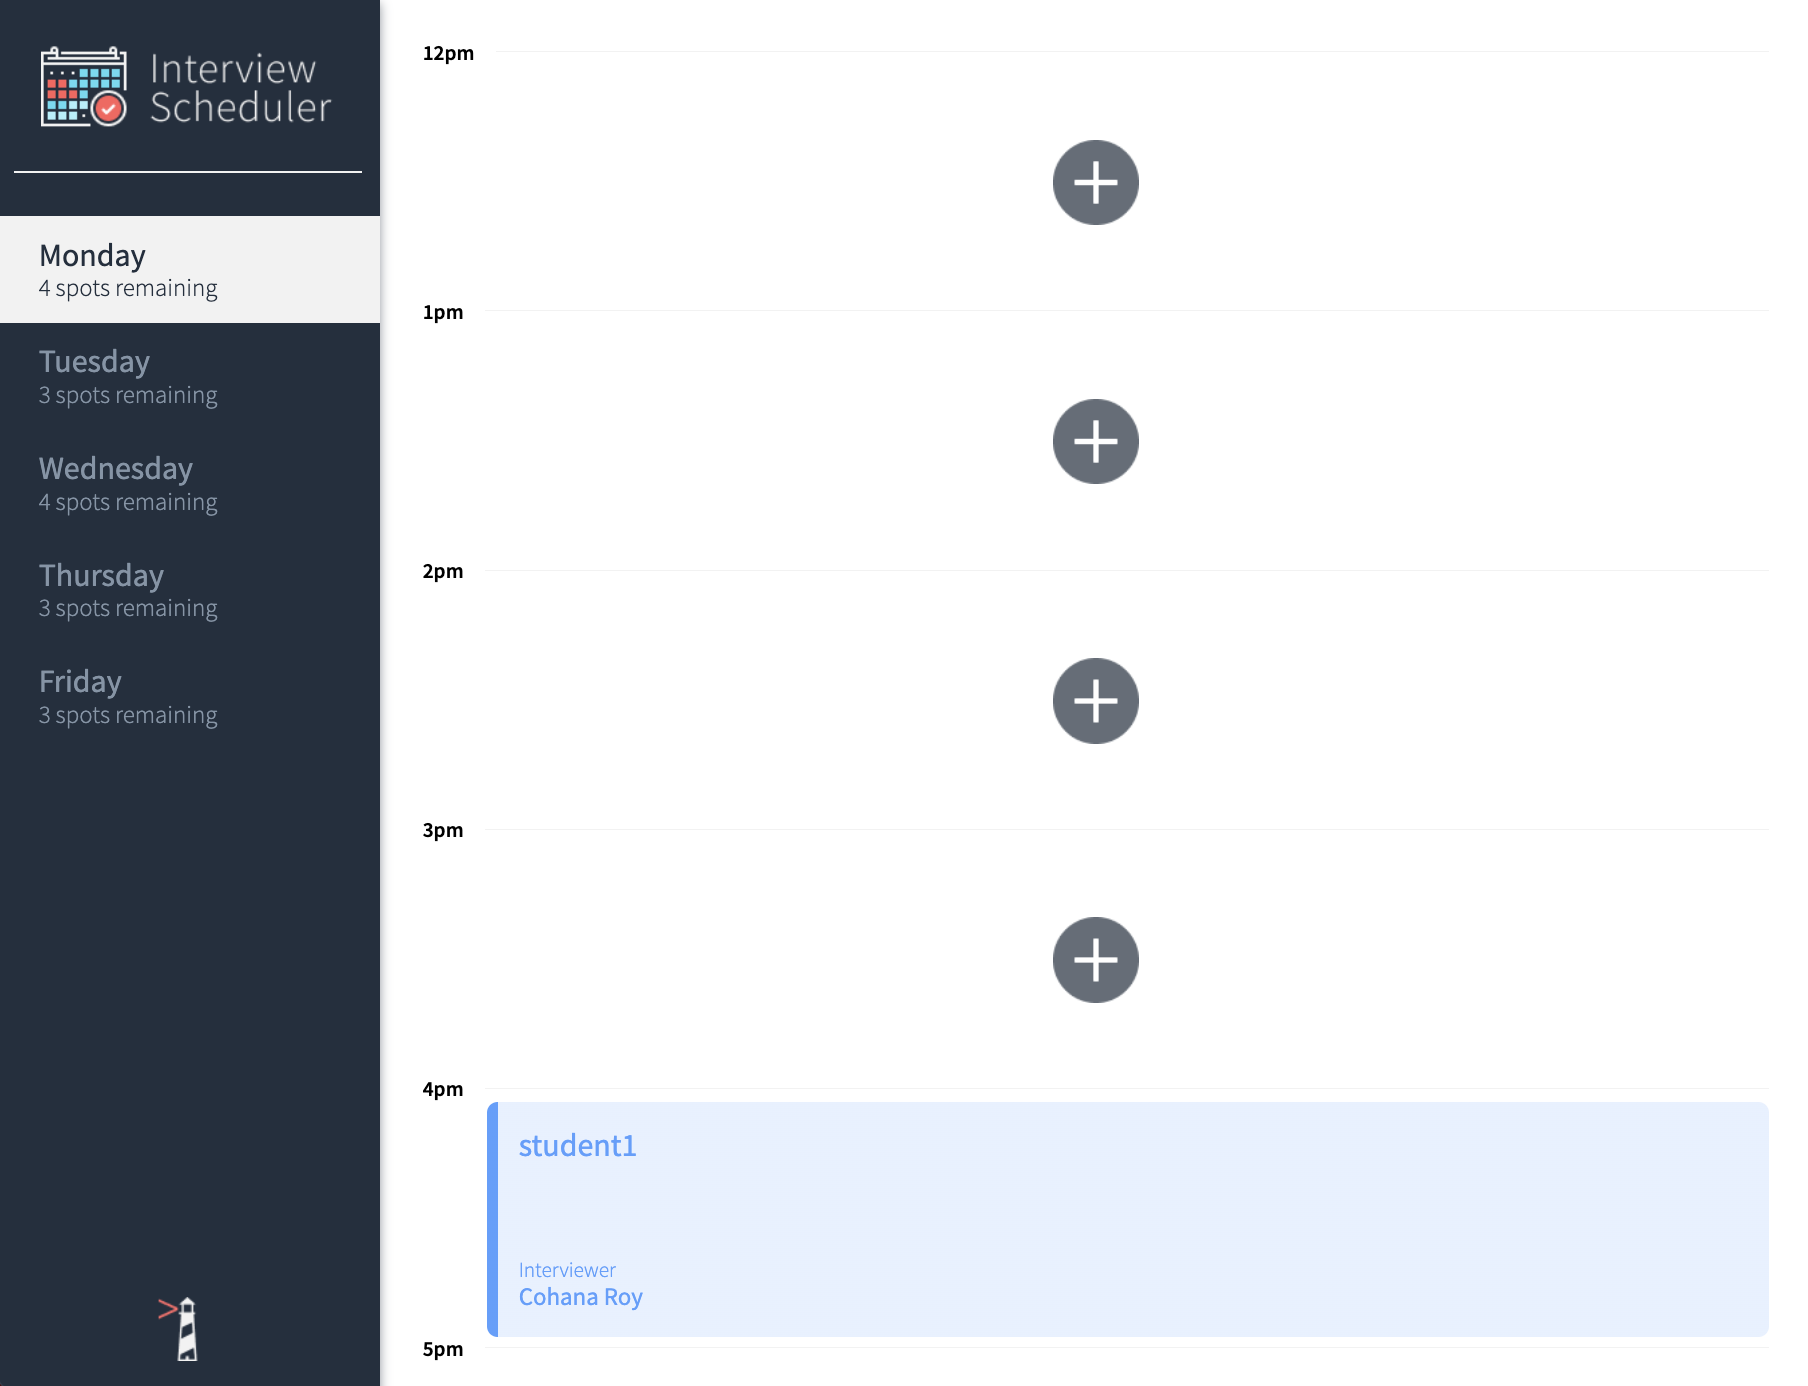 Interview
Scheduler
Monday
4 spots remaining
Tuesday
3 spots remaining
Wednesday
4 spots remaining
Thursday
3 spots remaining
Friday
3 spots remaining
12pm
1pm
2pm
3pm
4pm
student1
Interviewer
Cohana Roy
5pm